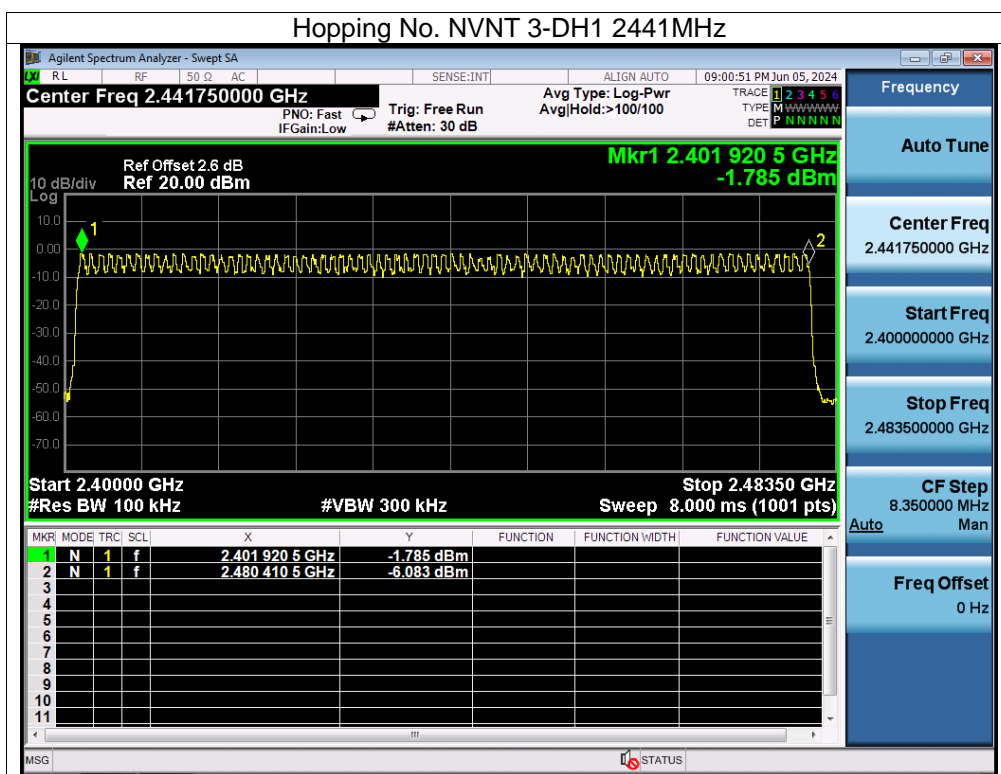 Hopping No. NVNT 3-DH1 2441MHz
Agilent Spectrum Analyzer - Swept SA
LXI RL RF 50 Ω AC SENSE:INT ALIGN AUTO 09:00:51 PM Jun 05, 2024
Center Freq 2.441750000 GHz
PNO: Fast
IFGain:Low
Trig: Free Run
#Atten: 30 dB
Avg Type: Log-Pwr
Avg|Hold:>100/100
TRACE 1 2 3 4 5 6
TYPE M WWWWW
DET P N N N N N
Ref Offset 2.6 dB
Ref 20.00 dBm
10 dB/div
Log
Mkr1 2.401 920 5 GHz
-1.785 dBm
10.0
0.00
-10.0
-20.0
-30.0
-40.0
-50.0
-60.0
-70.0
1
2
Start 2.40000 GHz
Stop 2.48350 GHz
#Res BW 100 kHz
#VBW 300 kHz
Sweep 8.000 ms (1001 pts)
MKR MODE TRC SCL X Y FUNCTION FUNCTION WIDTH FUNCTION VALUE
1 N 1 f 2.401 920 5 GHz -1.785 dBm
2 N 1 f 2.480 410 5 GHz -6.083 dBm
3
4
5
6
7
8
9
10
11
MSG
STATUS
Frequency
Auto Tune
Center Freq
2.441750000 GHz
Start Freq
2.400000000 GHz
Stop Freq
2.483500000 GHz
CF Step
8.350000 MHz
Auto Man
Freq Offset
0 Hz